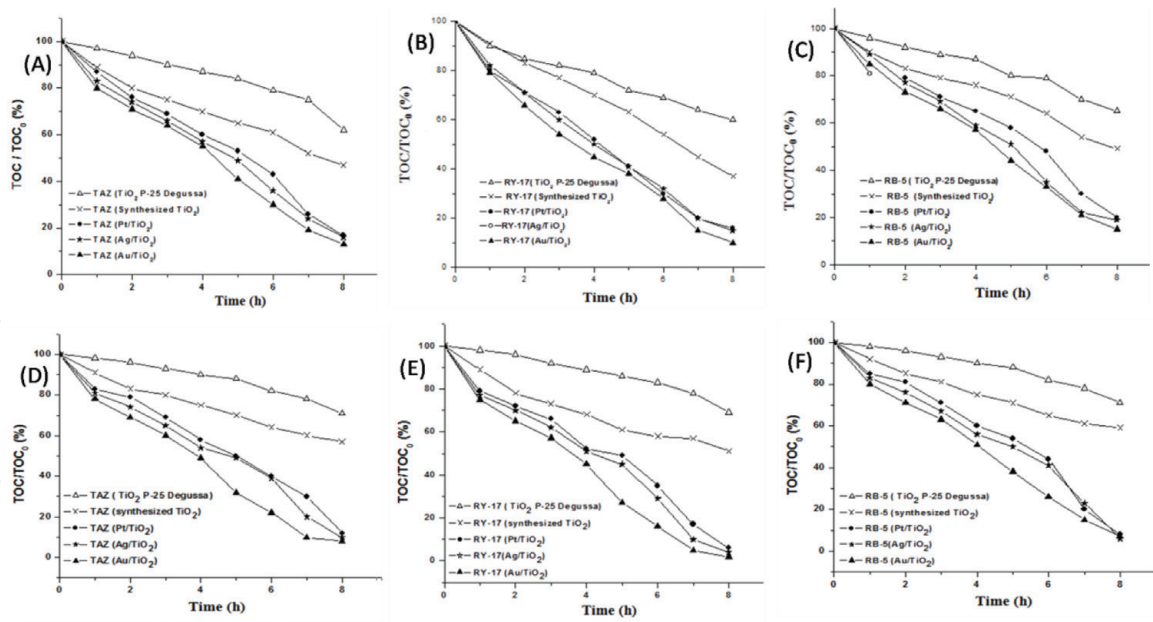 (A)
TOC / TOC₀ (%)
100
80
60
40
20
0
TAZ (TiO₂ P-25 Degussa)
TAZ (Synthesized TiO₂)
TAZ (Pt/TiO₂)
TAZ (Ag/TiO₂)
TAZ (Au/TiO₂)
0 2 4 6 8
Time (h)
(B)
TOC/TOC₀ (%)
100
80
60
40
20
0
RY-17 (TiO₂ P-25 Degussa)
RY-17 (Synthesized TiO₂)
RY-17 (Pt/TiO₂)
RY-17(Ag/TiO₂)
RY-17 (Au/TiO₂)
0 2 4 6 8
Time (h)
(C)
TOC/TOC₀ (%)
100
80
60
40
20
0
RB-5 (TiO₂ P-25 Degussa)
RB-5 (Synthesized TiO₂)
RB-5 (Pt/TiO₂)
RB-5 (Ag/TiO₂)
RB-5 (Au/TiO₂)
0 2 4 6 8
Time (h)
(D)
TOC/TOC₀ (%)
100
80
60
40
20
0
TAZ ( TiO₂ P-25 Degussa)
TAZ (synthesized TiO₂)
TAZ (Pt/TiO₂)
TAZ (Ag/TiO₂)
TAZ (Au/TiO₂)
0 2 4 6 8
Time (h)
(E)
TOC/TOC₀ (%)
100
80
60
40
20
0
RY-17 ( TiO₂ P-25 Degussa)
RY-17 (synthesized TiO₂)
RY-17 (Pt/TiO₂)
RY-17(Ag/TiO₂)
RY-17 (Au/TiO₂)
0 2 4 6 8
Time (h)
(F)
TOC/TOC₀ (%)
100
80
60
40
20
0
RB-5 ( TiO₂ P-25 Degussa)
RB-5 (synthesized TiO₂)
RB-5 (Pt/TiO₂)
RB-5(Ag/TiO₂)
RB-5 (Au/TiO₂)
0 2 4 6 8
Time (h)